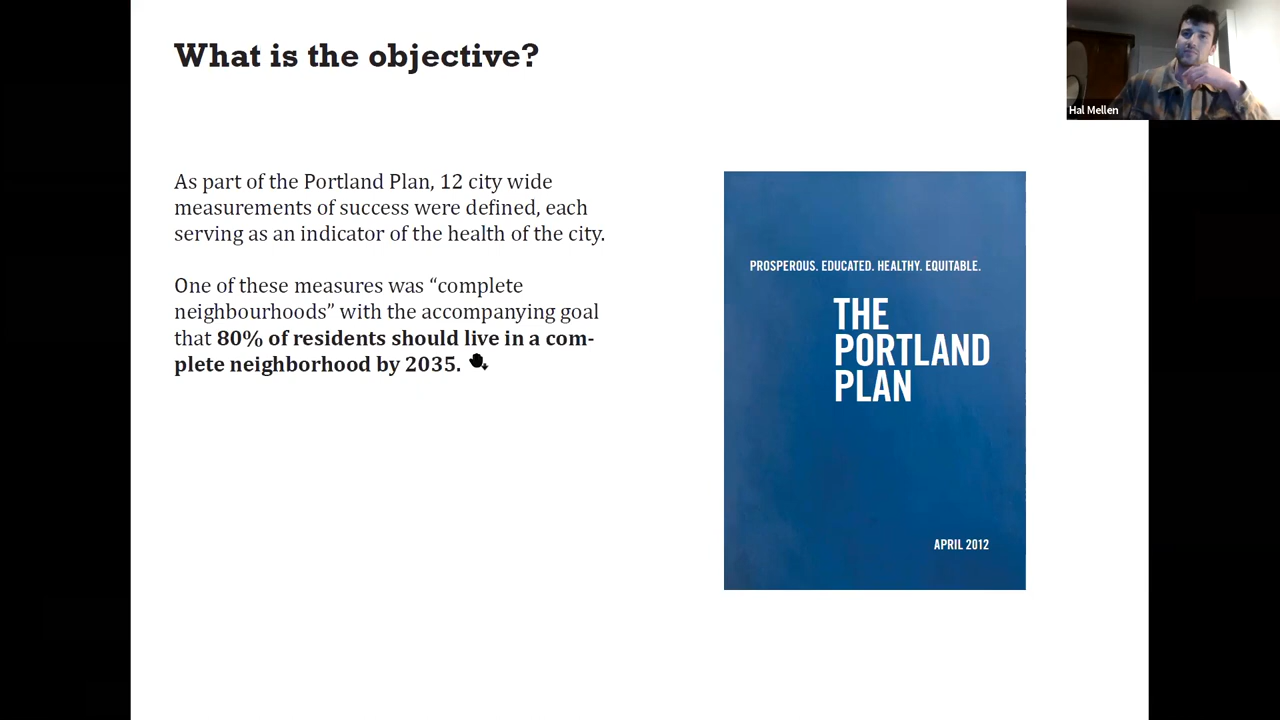 What is the objective?
Hal Mellen
As part of the Portland Plan, 12 city wide
measurements of success were defined, each
serving as an indicator of the health of the city.
One of these measures was “complete
neighbourhoods” with the accompanying goal
that 80% of residents should live in a com-
plete neighborhood by 2035.
PROSPEROUS. EDUCATED. HEALTHY. EQUITABLE.
THE
PORTLAND
PLAN
APRIL 2012